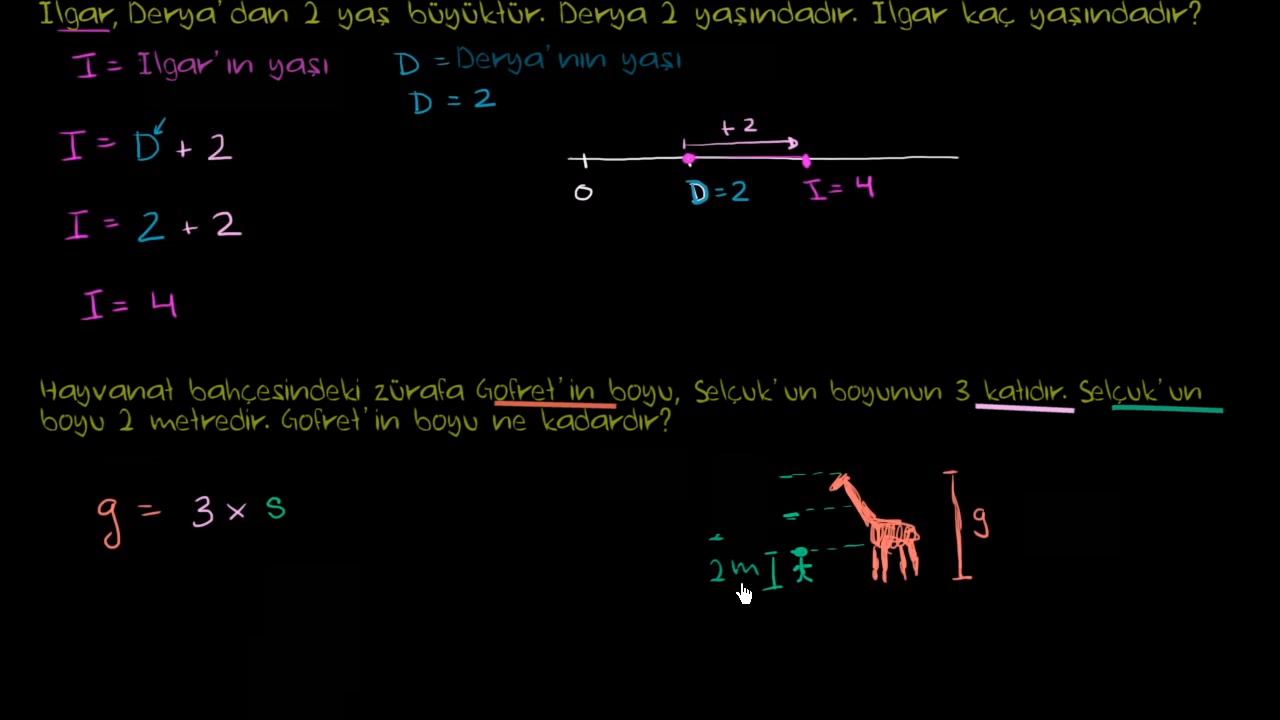 Ilgar, Derya'dan 2 yaş büyüktür. Derya 2 yaşındadır. Ilgar kaç yaşındadır?
I = Ilgar'ın yaşı
D = Derya'nın yaşı
D = 2
I = D + 2
+2
0
D=2
I= 4
I = 2 + 2
I = 4
Hayvanat bahçesindeki zürafa Gofret'in boyu, Selçuk'un boyunun 3 katıdır. Selçuk'un
boyu 2 metredir. Gofret'in boyu ne kadardır?
g = 3 × s
g
2m